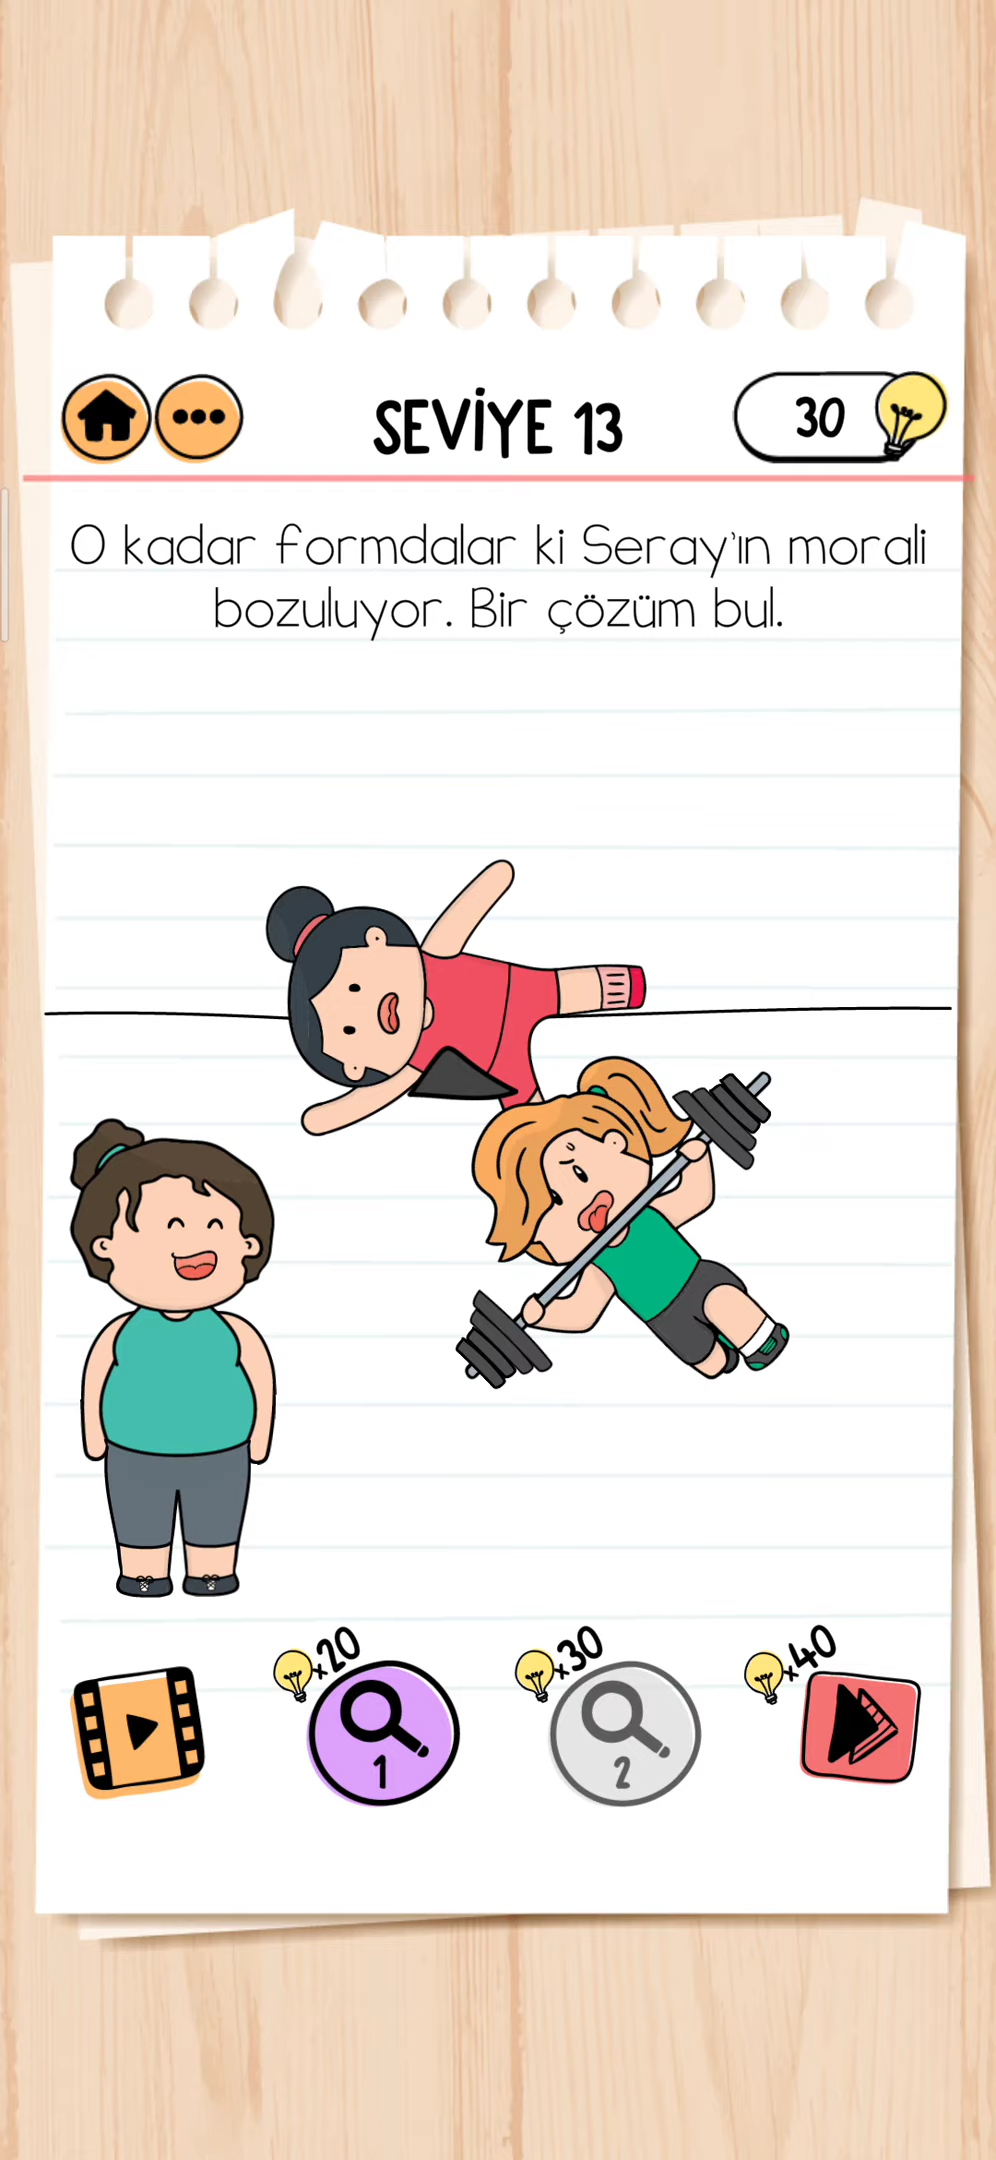 SEVİYE 13
30
O kadar formdalar ki Seray'ın morali
bozuluyor. Bir çözüm bul.
x20
x30
x40
1
2